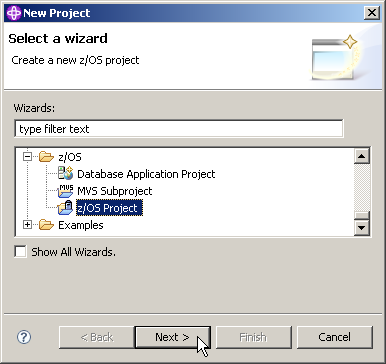 New Project
Select a wizard
Create a new z/OS project
Wizards:
type filter text
z/OS
Database Application Project
MVS Subproject
z/OS Project
Examples
Show All Wizards.
? < Back Next > Finish Cancel